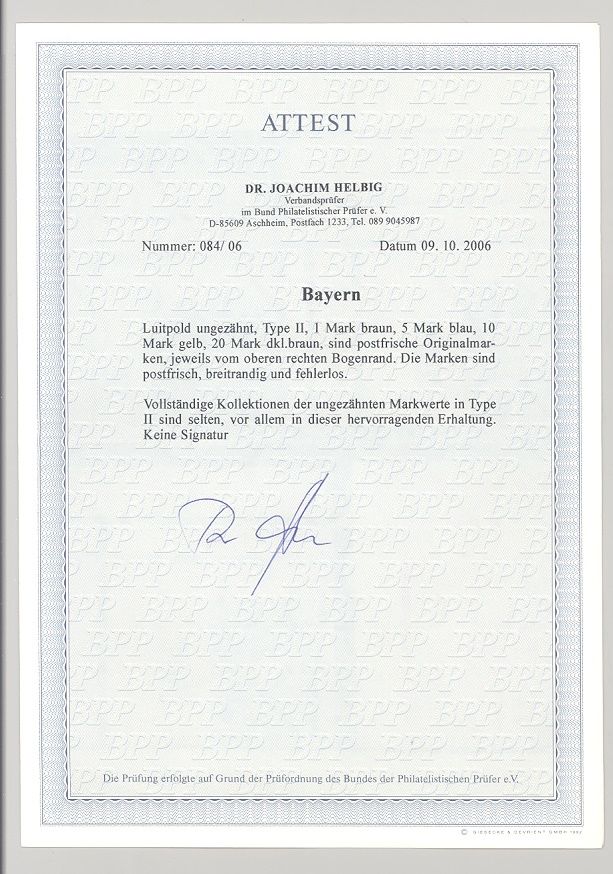 ATTEST
DR. JOACHIM HELBIG
Verbandsprüfer
im Bund Philatelistischer Prüfer e. V.
D-85609 Aschheim, Postfach 1233, Tel. 089 9045987
Nummer: 084/ 06 Datum 09. 10. 2006
Bayern
Luitpold ungezähnt, Type II, 1 Mark braun, 5 Mark blau, 10
Mark gelb, 20 Mark dkl.braun, sind postfrische Originalmar-
ken, jeweils vom oberen rechten Bogenrand. Die Marken sind
postfrisch, breitrandig und fehlerlos.
Vollständige Kollektionen der ungezähnten Markwerte in Type
II sind selten, vor allem in dieser hervorragenden Erhaltung.
Keine Signatur
Die Prüfung erfolgte auf Grund der Prüfordnung des Bundes der Philatelistischen Prüfer e.V.
© GIESECKE & DEVRIENT GMBH 1992